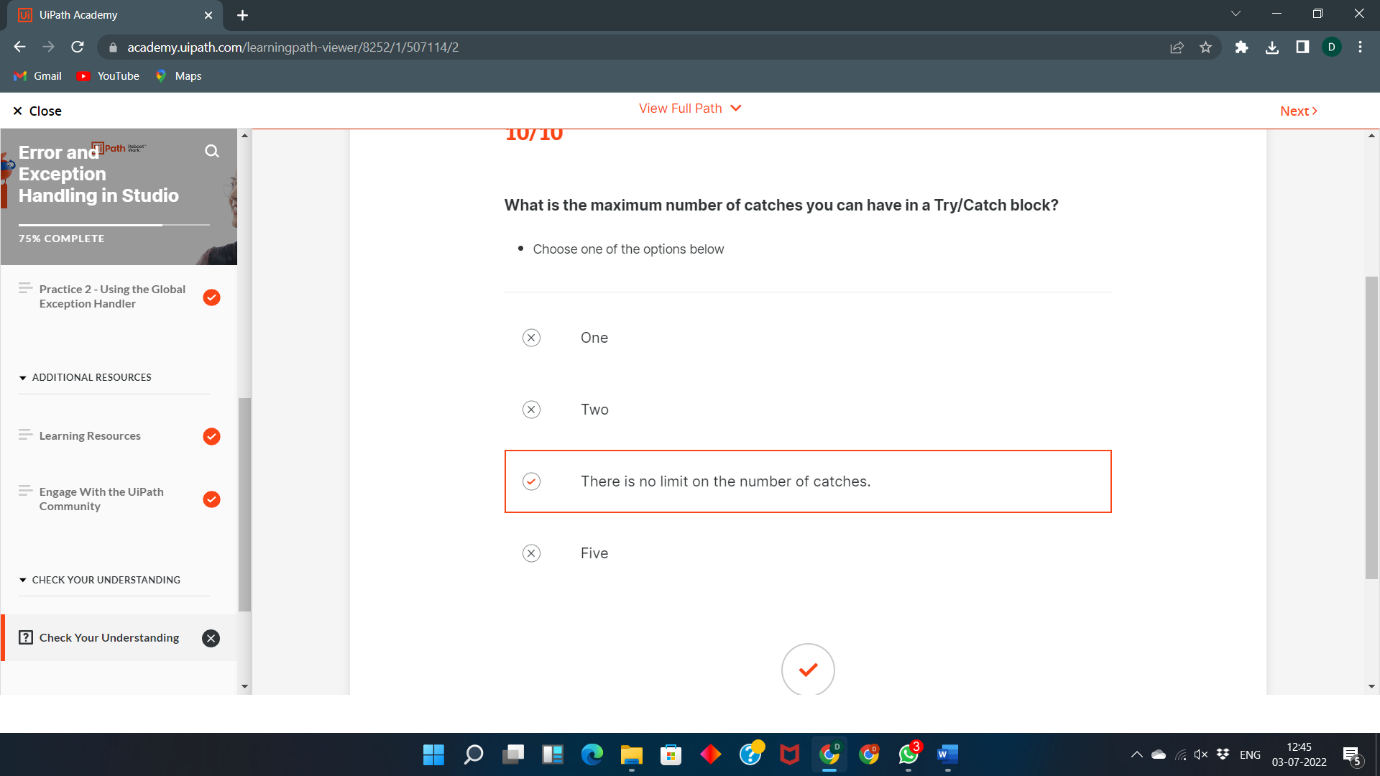 UiPath Academy
academy.uipath.com/learningpath-viewer/8252/1/507114/2
D
Gmail YouTube Maps
Close
View Full Path
Next
Error and
Exception
Handling in Studio
Path
75% COMPLETE
Practice 2 - Using the Global
Exception Handler
ADDITIONAL RESOURCES
Learning Resources
Engage With the UiPath
Community
CHECK YOUR UNDERSTANDING
Check Your Understanding
10/10
What is the maximum number of catches you can have in a Try/Catch block?
• Choose one of the options below
One
Two
There is no limit on the number of catches.
Five
3
ENG
12:45
03-07-2022
5